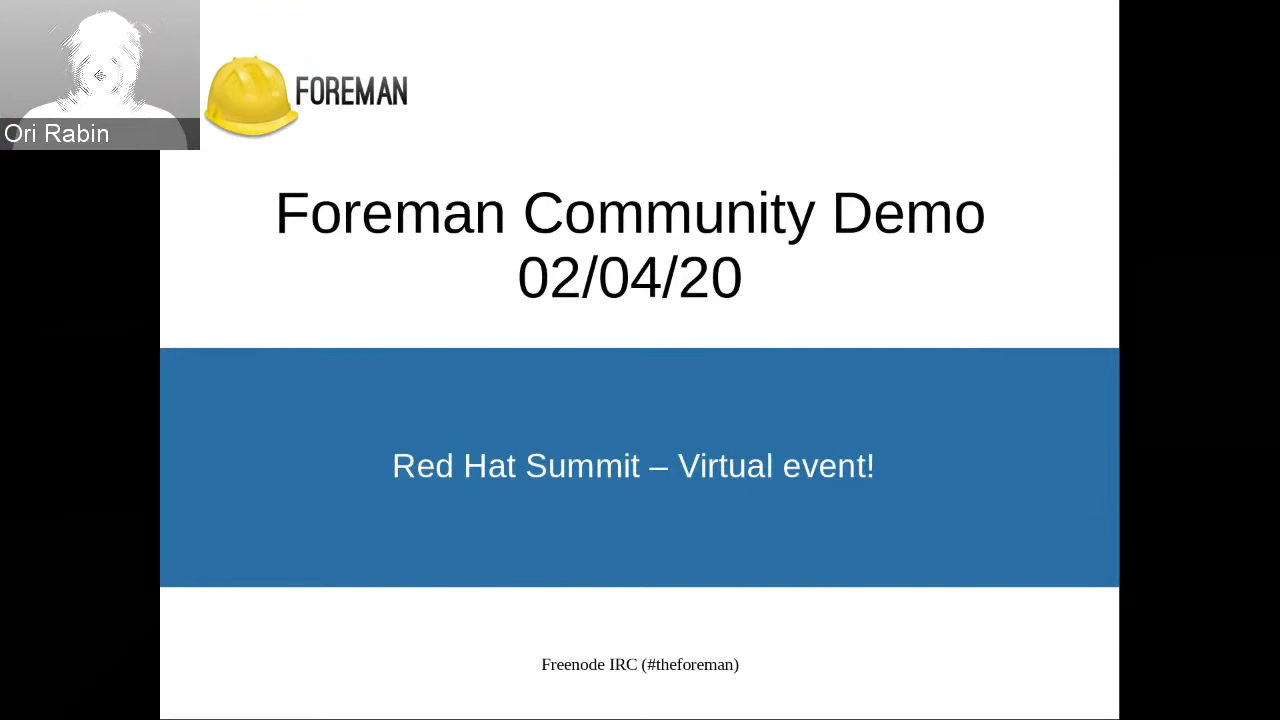 Ori Rabin
FOREMAN
Foreman Community Demo
02/04/20
Red Hat Summit – Virtual event!
Freenode IRC (#theforeman)